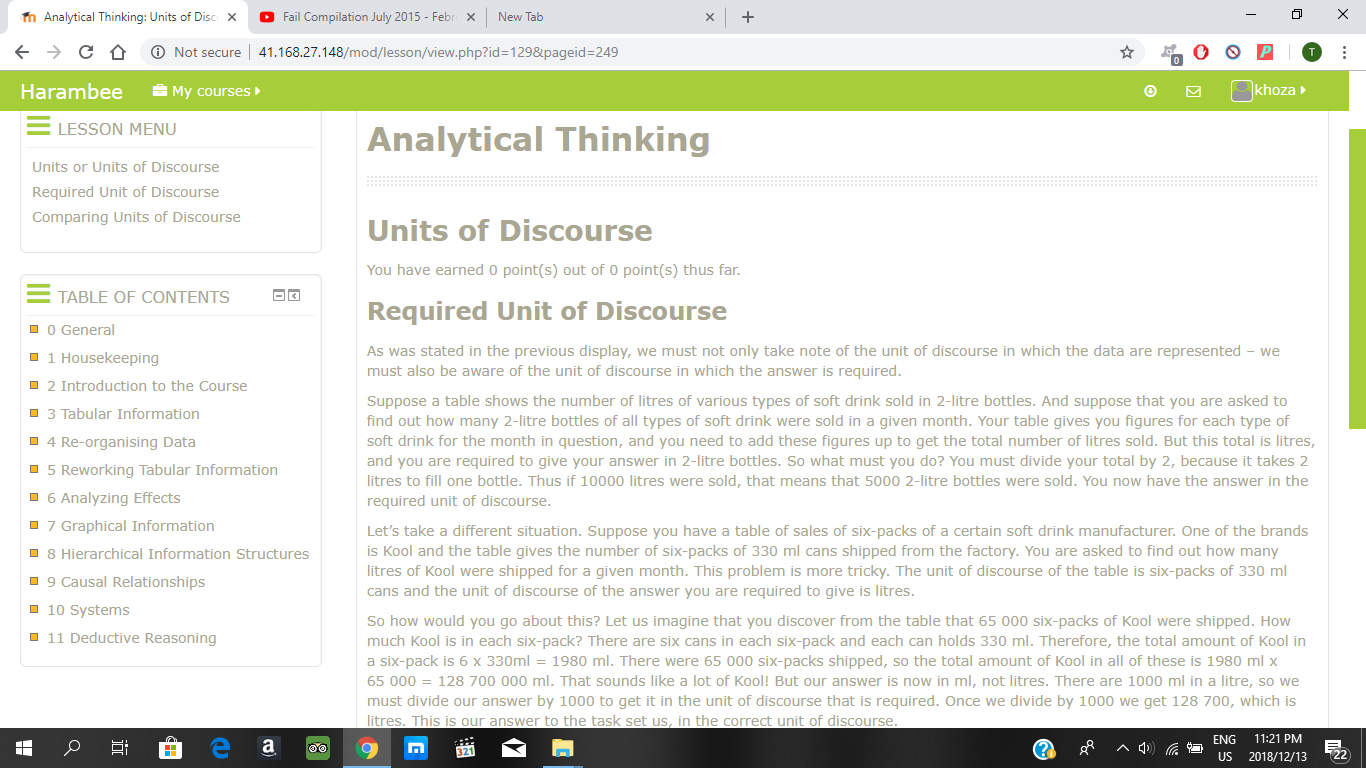 Analytical Thinking: Units of Disc
Fail Compilation July 2015 - Febr
New Tab
Not secure
41.168.27.148/mod/lesson/view.php?id=129&pageid=249
0
T
Harambee
My courses
khoza
LESSON MENU
Units or Units of Discourse
Required Unit of Discourse
Comparing Units of Discourse
TABLE OF CONTENTS
0 General
1 Housekeeping
2 Introduction to the Course
3 Tabular Information
4 Re-organising Data
5 Reworking Tabular Information
6 Analyzing Effects
7 Graphical Information
8 Hierarchical Information Structures
9 Causal Relationships
10 Systems
11 Deductive Reasoning
Analytical Thinking
Units of Discourse
You have earned 0 point(s) out of 0 point(s) thus far.
Required Unit of Discourse
As was stated in the previous display, we must not only take note of the unit of discourse in which the data are represented – we
must also be aware of the unit of discourse in which the answer is required.
Suppose a table shows the number of litres of various types of soft drink sold in 2-litre bottles. And suppose that you are asked to
find out how many 2-litre bottles of all types of soft drink were sold in a given month. Your table gives you figures for each type of
soft drink for the month in question, and you need to add these figures up to get the total number of litres sold. But this total is litres,
and you are required to give your answer in 2-litre bottles. So what must you do? You must divide your total by 2, because it takes 2
litres to fill one bottle. Thus if 10000 litres were sold, that means that 5000 2-litre bottles were sold. You now have the answer in the
required unit of discourse.
Let's take a different situation. Suppose you have a table of sales of six-packs of a certain soft drink manufacturer. One of the brands
is Kool and the table gives the number of six-packs of 330 ml cans shipped from the factory. You are asked to find out how many
litres of Kool were shipped for a given month. This problem is more tricky. The unit of discourse of the table is six-packs of 330 ml
cans and the unit of discourse of the answer you are required to give is litres.
So how would you go about this? Let us imagine that you discover from the table that 65 000 six-packs of Kool were shipped. How
much Kool is in each six-pack? There are six cans in each six-pack and each can holds 330 ml. Therefore, the total amount of Kool in
a six-pack is 6 x 330ml = 1980 ml. There were 65 000 six-packs shipped, so the total amount of Kool in all of these is 1980 ml x
65 000 = 128 700 000 ml. That sounds like a lot of Kool! But our answer is now in ml, not litres. There are 1000 ml in a litre, so we
must divide our answer by 1000 to get it in the unit of discourse that is required. Once we divide by 1000 we get 128 700, which is
litres. This is our answer to the task set us, in the correct unit of discourse.
321
ENG
US
11:21 PM
2018/12/13
22